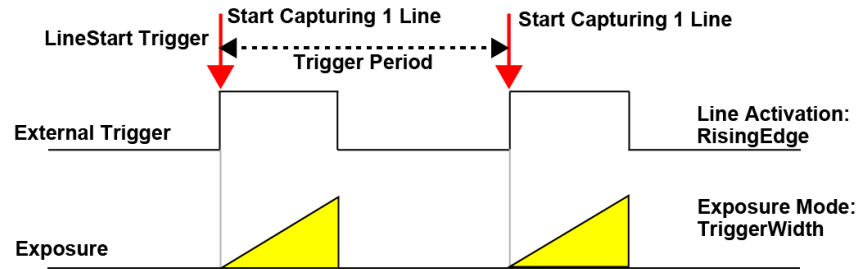 Start Capturing 1 Line
Start Capturing 1 Line
LineStart Trigger
Trigger Period
External Trigger
Line Activation:
RisingEdge
Exposure Mode:
TriggerWidth
Exposure